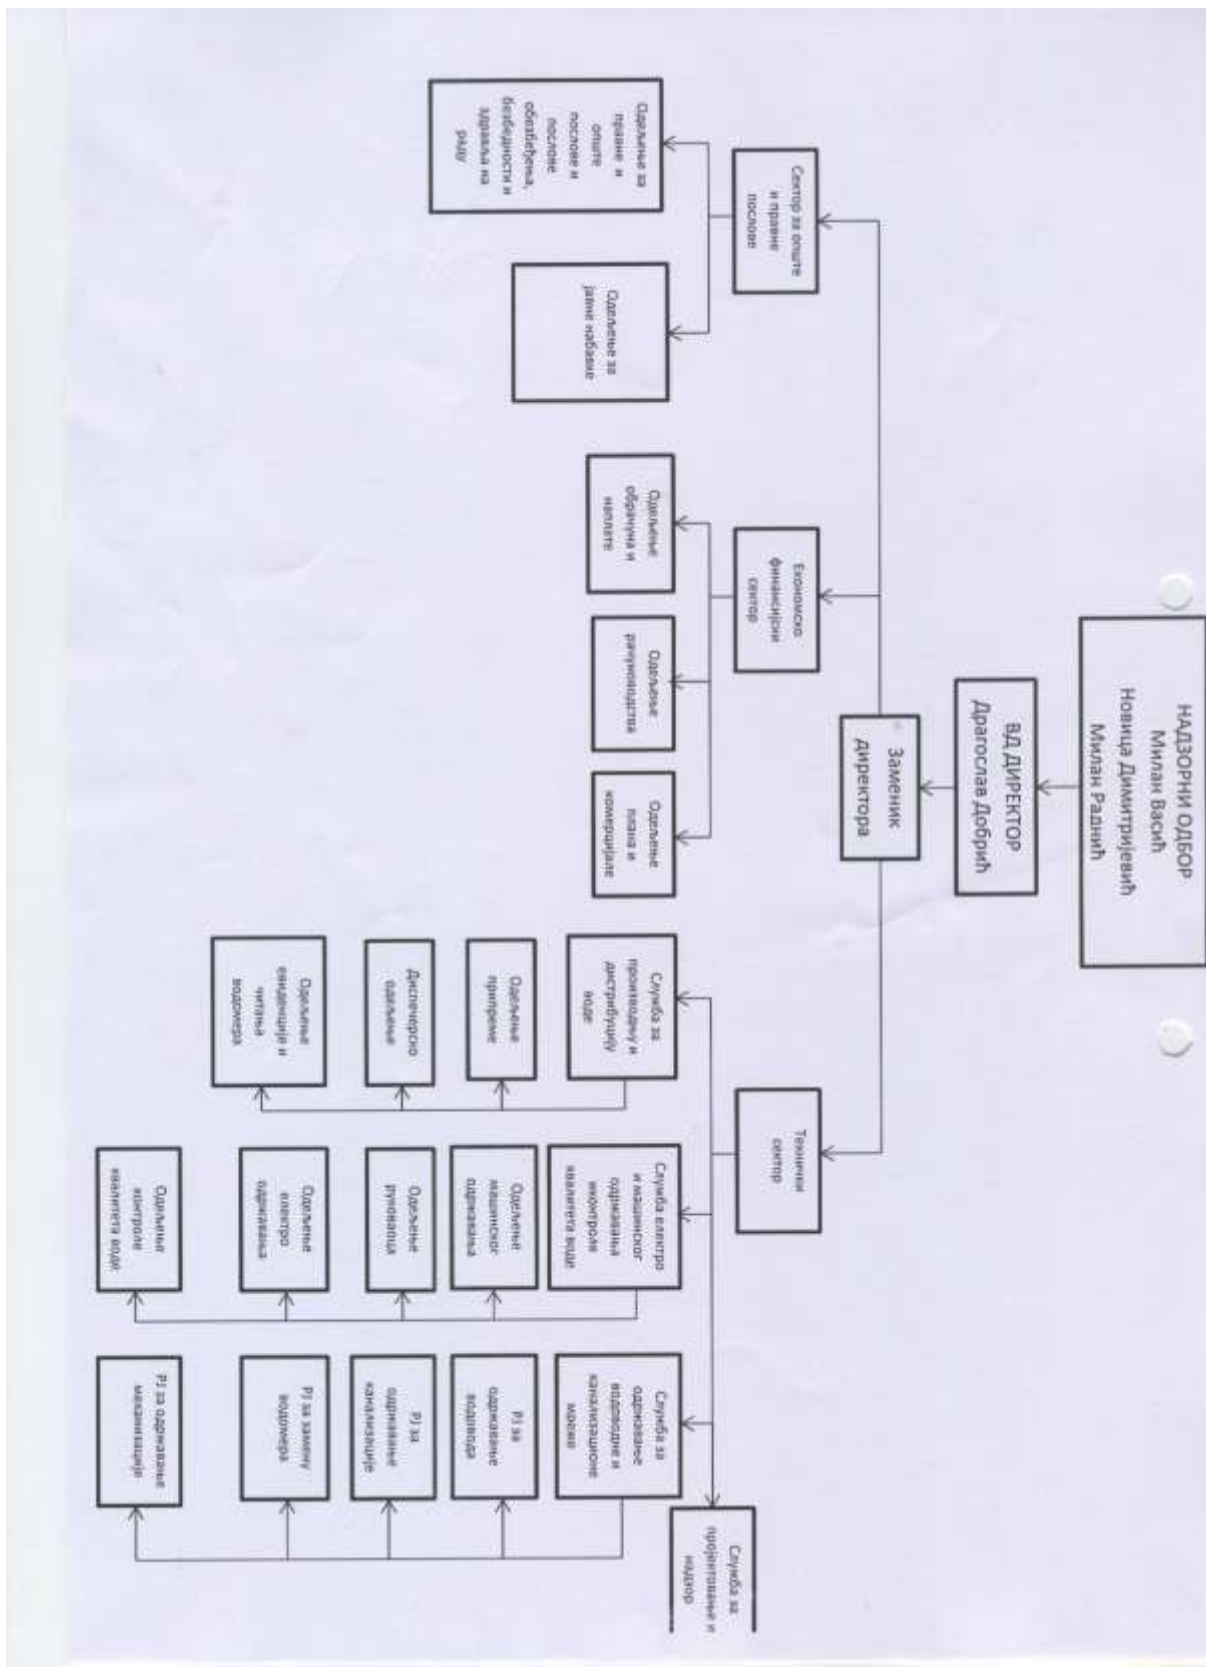 НАДЗОРНИ ОДБОР
Милан Васић
Новица Димитријевић
Милан Раднић
ВД ДИРЕКТОР
Драгослав Добрић
Заменик
директора
Сектор за опште
и правне
послове
Одељење за
правне и
опште
послове и
послове
обезбеђења,
безбедности и
здравља на
раду
Одељење за
јавне набавке
Економско
финансијски
сектор
Одељење
обрачуна и
наплате
Одељење
рачуноводства
Одељење
плана и
комерцијале
Технички
сектор
Служба за
производњу и
дистрибуцију
воде
Одељење
припреме
Диспечерско
одељење
Одељење
евиденције и
читања
водомера
Служба електро
и машинског
одржавања
иконтроле
квалитета воде
Одељење
машинског
одржавања
Одељење
руковаоца
Одељење
електро
одржавања
Одељења
контроле
квалитета воде
Служба за
одржавање
водоводне и
канализационе
мреже
РЈ за
одржавање
водовода
РЈ за
одржавање
канализације
РЈ за замену
водомера
РЈ за одржавање
механизације
Служба за
пројектовање и
надзор